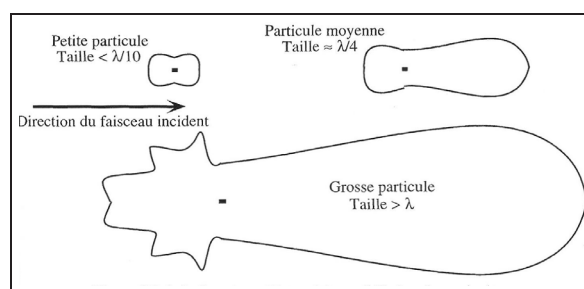 Petite particule
Taille < λ/10
Particule moyenne
Taille ≈ λ/4
Direction du faisceau incident
Grosse particule
Taille > λ